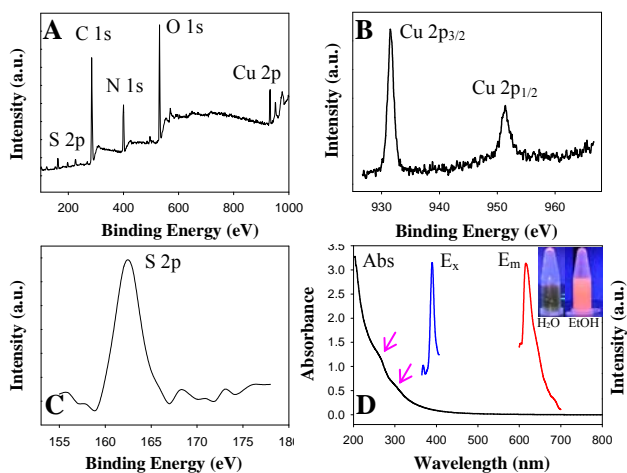 A
C 1s
O 1s
N 1s
Cu 2p
S 2p
Intensity (a.u.)
200 400 600 800 1000
Binding Energy (eV)
B
Cu 2p3/2
Cu 2p1/2
Intensity (a.u.)
930 940 950 960
Binding Energy (eV)
S 2p
C
Intensity (a.u.)
155 160 165 170 175 18
Binding Energy (eV)
Abs
Ex
Em
H2O EtOH
D
Absorbance
3.5
3.0
2.5
2.0
1.5
1.0
0.5
0.0
Intensity (a.u.)
200 300 400 500 600 700 800
Wavelength (nm)